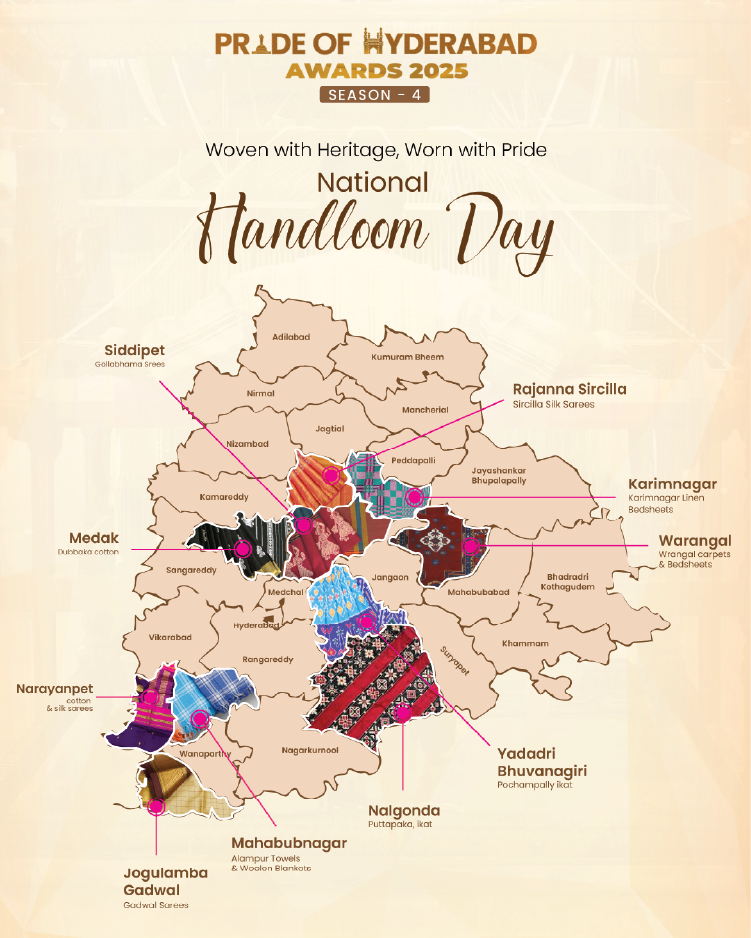 PRIDE OF HYDERABAD
AWARDS 2025
SEASON - 4
Woven with Heritage, Worn with Pride
National
Handloom Day
Adilabad
Kumuram Bheem
Siddipet
Gollabhama Srees
Nirmal
Mancherial
Rajanna Sircilla
Sircilla Silk Sarees
Jagtial
Nizambad
Peddapalli
Jayashankar
Bhupalapally
Kamareddy
Karimnagar
Karimnagar Linen
Bedsheets
Medak
Dubbaka cotton
Warangal
Wrangal carpets
& Bedsheets
Sangareddy
Jangaon
Medchal
Mahabubabad
Bhadradri
Kothagudem
Hyderabad
Vikarabad
Rangareddy
Suryapet
Khammam
Narayanpet
cotton
& silk sarees
Wanaparthy
Nagarkurnool
Yadadri
Bhuvanagiri
Pochampally ikat
Nalgonda
Puttapaka, ikat
Mahabubnagar
Alampur Towels
& Woolen Blankets
Jogulamba
Gadwal
Gadwal Sarees